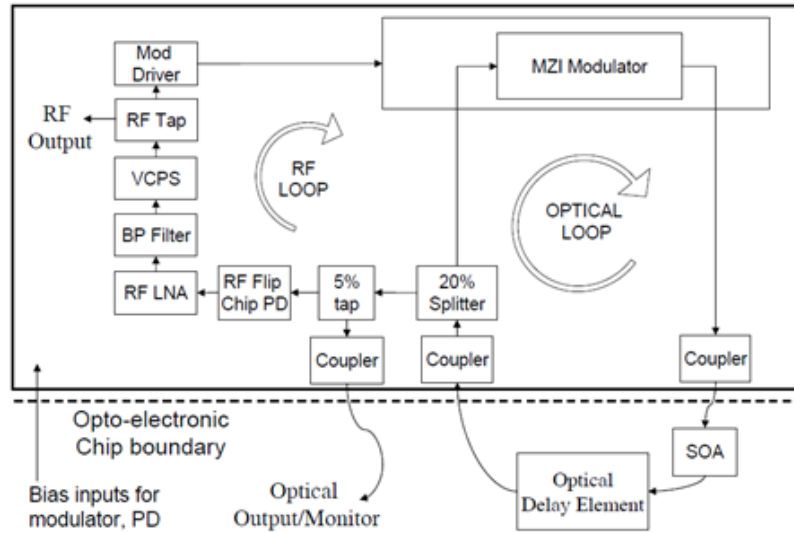 Mod
Driver
MZI Modulator
RF
Output
RF Tap
RF
LOOP
VCPS
OPTICAL
LOOP
BP Filter
RF LNA
RF Flip
Chip PD
5%
tap
20%
Splitter
Coupler
Coupler
Coupler
Opto-electronic
Chip boundary
SOA
Bias inputs for
modulator, PD
Optical
Output/Monitor
Optical
Delay Element